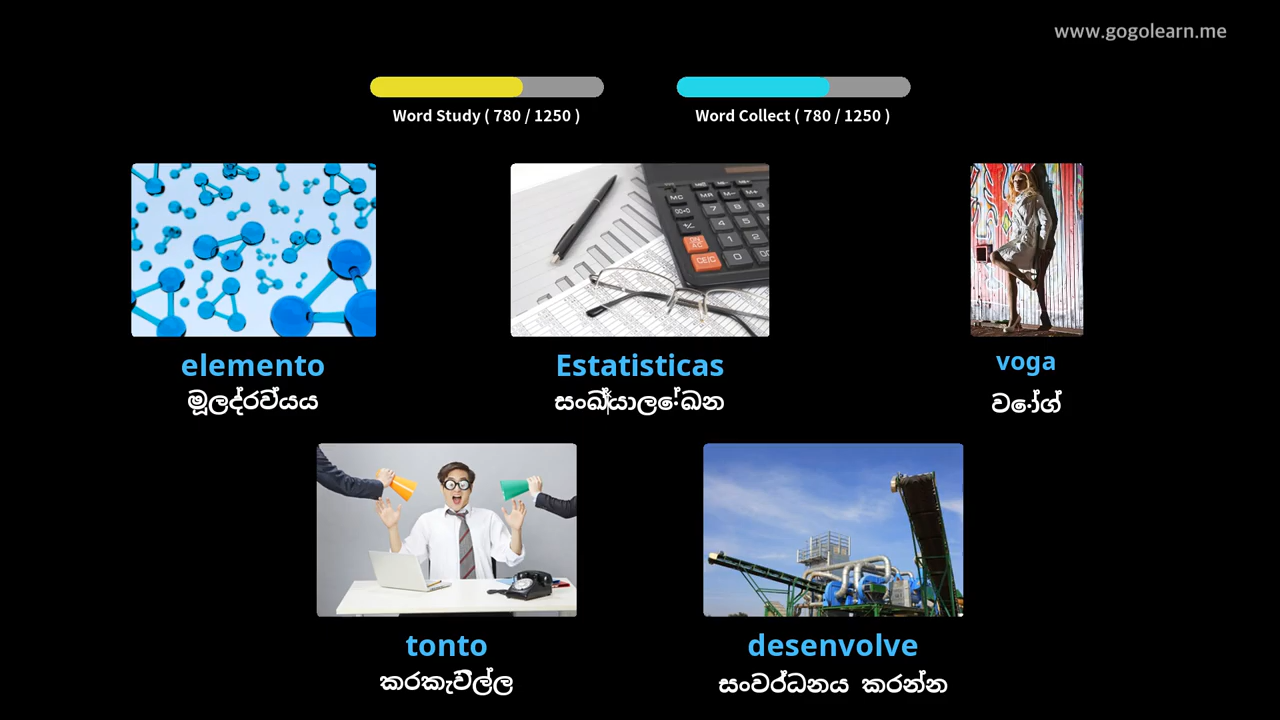 www.gogolearn.me
Word Study ( 780 / 1250 )
Word Collect ( 780 / 1250 )
elemento
Estatisticas
voga
මූලද්රව්යය
සංඛ්යාලේඛන
වෝග්
tonto
desenvolve
කරකැවිල්ල
සංවර්ධනය කරන්න